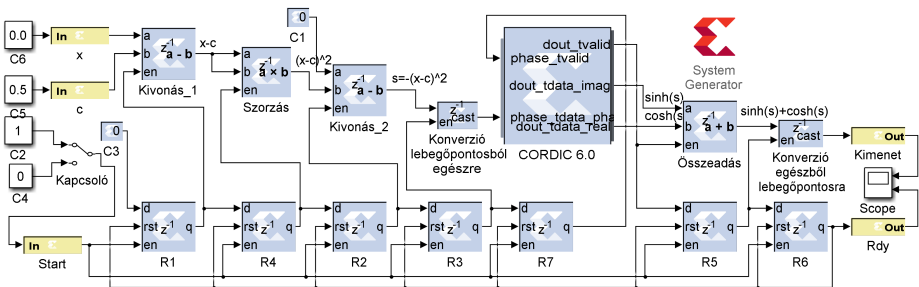 0.0
C6
In
x
a
b
en
z-1
a - b
Kivonás_1
x-c
0.5
C5
In
c
1
C2
0
C4
Kapcsoló
0
C3
a
b
en
z-1
a × b
Szorzás
(x-c)^2
0
C1
a
b
en
z-1
a - b
Kivonás_2
s=-(x-c)^2
en
z-1
cast
Konverzió
lebegőpontosból
egészre
phase_tvalid
phase_tdata_pha
dout_tvalid
dout_tdata_imag
dout_tdata_real
CORDIC 6.0
System
Generator
sinh(s)
cosh(s)
a
b
en
z-1
a + b
Összeadás
sinh(s)+cosh(s)
en
z-1
cast
Konverzió
egészből
lebegőpontosra
Out
Kimenet
Scope
In
Start
d
rst
en
z-1
q
R1
d
rst
en
z-1
q
R4
d
rst
en
z-1
q
R2
d
rst
en
z-1
q
R3
d
rst
en
z-1
q
R7
d
rst
en
z-1
q
R5
d
rst
en
z-1
q
R6
Out
Rdy